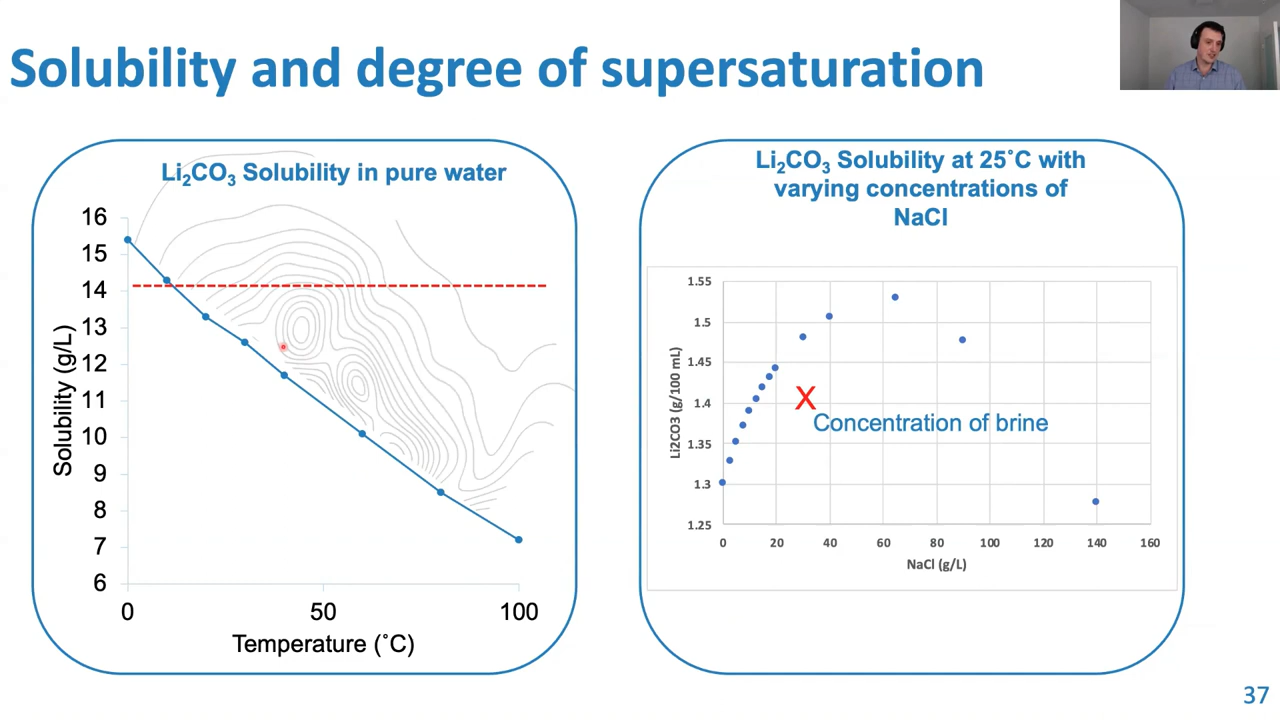 Solubility and degree of supersaturation
Li₂CO₃ Solubility in pure water
16
15
14
13
12
11
10
9
8
7
6
Solubility (g/L)
0
50
100
Temperature (˚C)
Li₂CO₃ Solubility at 25˚C with
varying concentrations of
NaCl
1.55
1.5
1.45
1.4
1.35
1.3
1.25
Li2CO3 (g/100 mL)
X
Concentration of brine
0
20
40
60
80
100
120
140
160
NaCl (g/L)
37